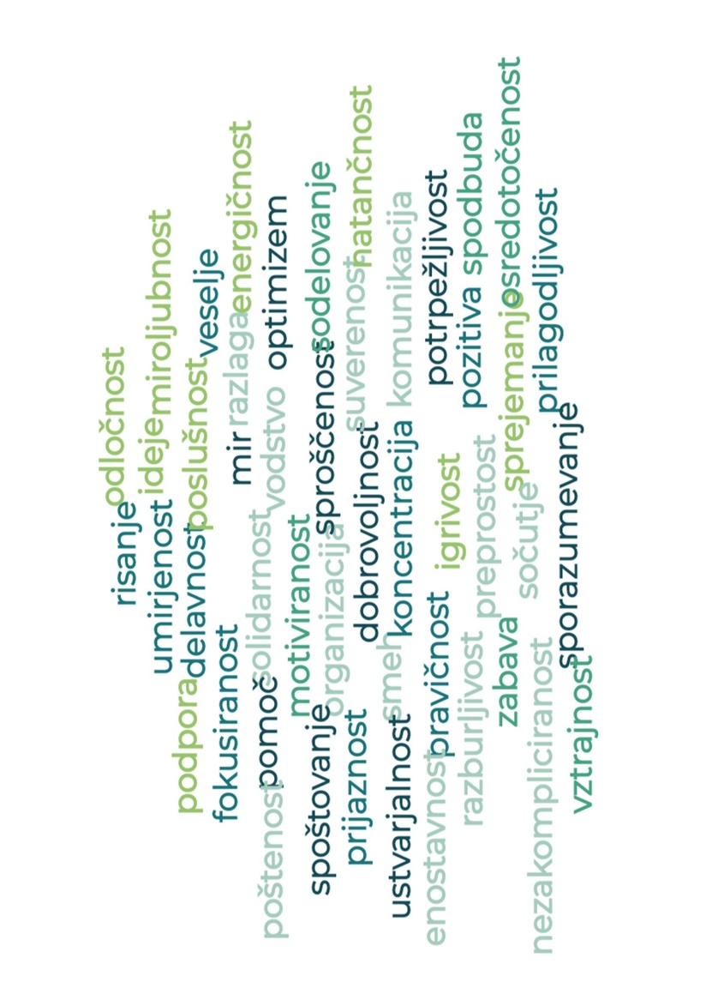 odločnost
risanje
miroljubnost
ideje
umirjenost
veselje
poslušnost
delavnost
podpora
energičnost
razlaga
mir
fokusiranost
optimizem
vodstvo
solidarnost
pomoč
poštenost
sodelovanje
sproščenost
motiviranost
organizacija
spoštovanje
natančnost
suverenost
dobrovoljnost
prijaznost
komunikacija
koncentracija
smeh
ustvarjalnost
potrpežljivost
igrivost
pravičnost
enostavnost
pozitiva spodbuda
preprostost
razburljivost
osredotočenost
sprejemanje
sočutje
zabava
prilagodljivost
sporazumevanje
nezakompliciranost
vztrajnost